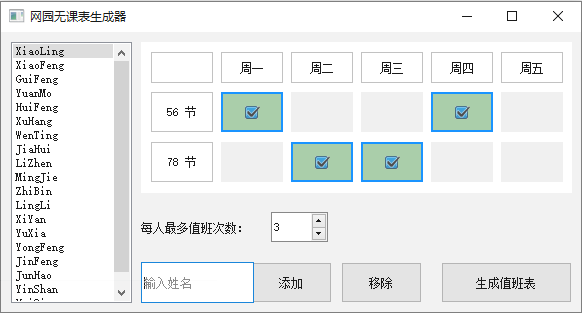 网园无课表生成器
XiaoLing
XiaoFeng
GuiFeng
YuanMo
HuiFeng
XuHang
WenTing
JiaHui
LiZhen
MingJie
ZhiBin
LingLi
XiYan
YuXia
YongFeng
JinFeng
JunHao
YinShan
周一 周二 周三 周四 周五
56 节
78 节
每人最多值班次数: 3
输入姓名 添加 移除 生成值班表